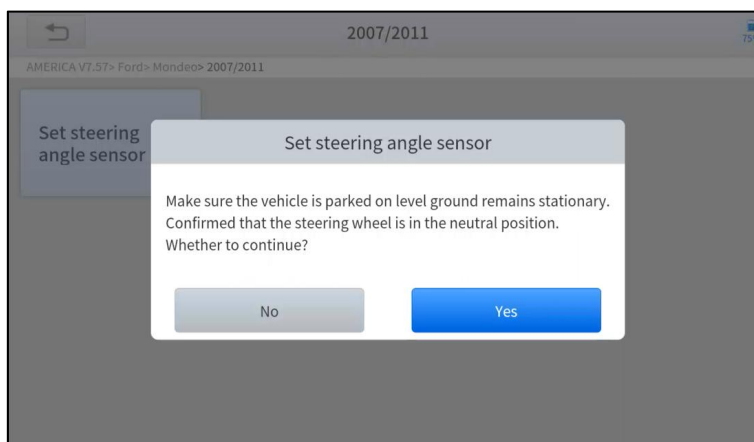 2007/2011
75%
AMERICA V7.57> Ford> Mondeo> 2007/2011
Set steering
angle sensor
Set steering angle sensor
Make sure the vehicle is parked on level ground remains stationary.
Confirmed that the steering wheel is in the neutral position.
Whether to continue?
No
Yes